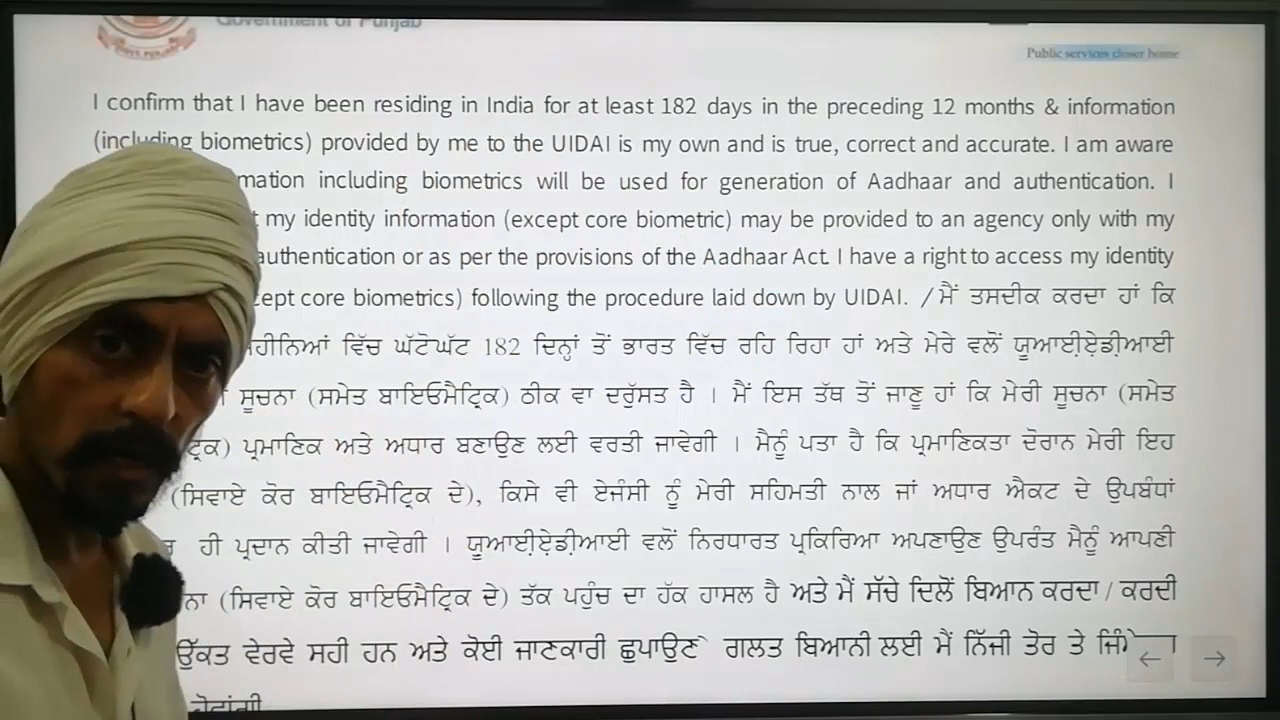 Government of Punjab
Public services closer home
I confirm that I have been residing in India for at least 182 days in the preceding 12 months & information
(including biometrics) provided by me to the UIDAI is my own and is true, correct and accurate. I am aware
mation including biometrics will be used for generation of Aadhaar and authentication. I
my identity information (except core biometric) may be provided to an agency only with my
authentication or as per the provisions of the Aadhaar Act. I have a right to access my identity
cept core biometrics) following the procedure laid down by UIDAI. / ਮੈਂ ਤਸਦੀਕ ਕਰਦਾ ਹਾਂ ਕਿ
ਹੀਨਿਆਂ ਵਿੱਚ ਘੱਟੋਘੱਟ 182 ਦਿਨ੍ਹਾਂ ਤੋਂ ਭਾਰਤ ਵਿੱਚ ਰਹਿ ਰਿਹਾ ਹਾਂ ਅਤੇ ਮੇਰੇ ਵਲੋਂ ਯੂਆਈਏਡੀਆਈ
ਸੂਚਨਾ (ਸਮੇਤ ਬਾਇਓਮੈਟ੍ਰਿਕ) ਠੀਕ ਵਾ ਦਰੁੱਸਤ ਹੈ । ਮੈਂ ਇਸ ਤੱਥ ਤੋਂ ਜਾਣੂ ਹਾਂ ਕਿ ਮੇਰੀ ਸੂਚਨਾ (ਸਮੇਤ
ਟ੍ਰਿਕ) ਪ੍ਰਮਾਣਿਕ ਅਤੇ ਅਧਾਰ ਬਣਾਉਣ ਲਈ ਵਰਤੀ ਜਾਵੇਗੀ । ਮੈਨੂੰ ਪਤਾ ਹੈ ਕਿ ਪ੍ਰਮਾਣਿਕਤਾ ਦੋਰਾਨ ਮੇਰੀ ਇਹ
(ਸਿਵਾਏ ਕੋਰ ਬਾਇਓਮੈਟ੍ਰਿਕ ਦੇ), ਕਿਸੇ ਵੀ ਏਜੰਸੀ ਨੂੰ ਮੇਰੀ ਸਹਿਮਤੀ ਨਾਲ ਜਾਂ ਅਧਾਰ ਐਕਟ ਦੇ ਉਪਬੰਧਾਂ
ਹੀ ਪ੍ਰਦਾਨ ਕੀਤੀ ਜਾਵੇਗੀ । ਯੂਆਈਏਡੀਆਈ ਵਲੋਂ ਨਿਰਧਾਰਤ ਪ੍ਰਕਿਰਿਆ ਅਪਣਾਉਣ ਉਪਰੰਤ ਮੈਨੂੰ ਆਪਣੀ
ਨਾ (ਸਿਵਾਏ ਕੋਰ ਬਾਇਓਮੈਟ੍ਰਿਕ ਦੇ) ਤੱਕ ਪਹੁੰਚ ਦਾ ਹੱਕ ਹਾਸਲ ਹੈ ਅਤੇ ਮੈਂ ਸੱਚੇ ਦਿਲੋਂ ਬਿਆਨ ਕਰਦਾ / ਕਰਦੀ
ਉੱਕਤ ਵੇਰਵੇ ਸਹੀ ਹਨ ਅਤੇ ਕੋਈ ਜਾਣਕਾਰੀ ਛੁਪਾਉਣ ਗਲਤ ਬਿਆਨੀ ਲਈ ਮੈਂ ਨਿੱਜੀ ਤੋਰ ਤੇ